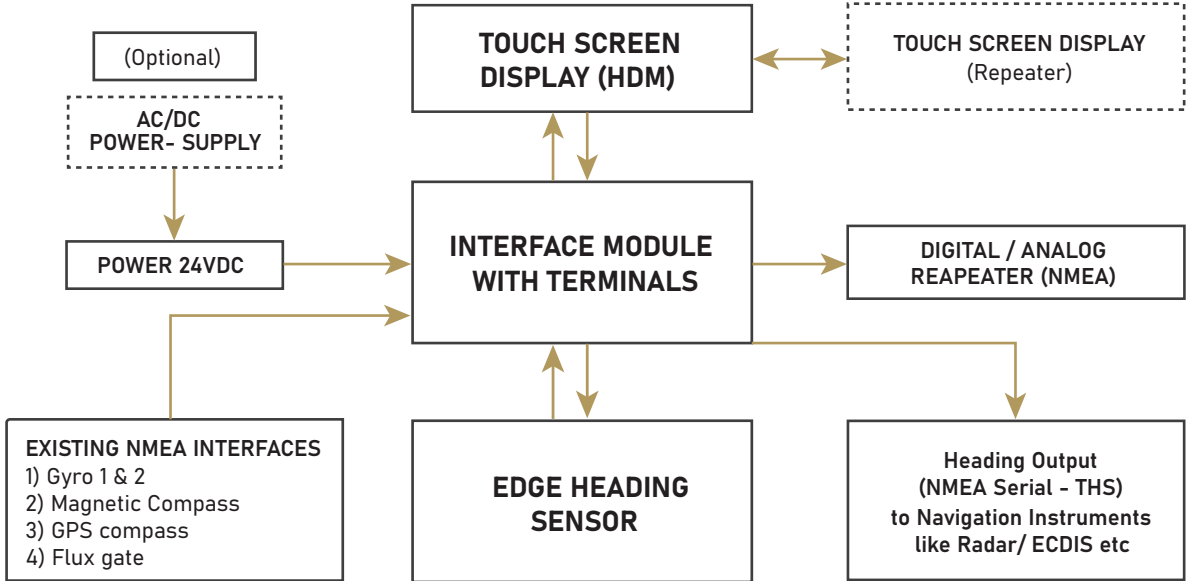 (Optional)
AC/DC
POWER- SUPPLY
POWER 24VDC
TOUCH SCREEN
DISPLAY (HDM)
TOUCH SCREEN DISPLAY
(Repeater)
INTERFACE MODULE
WITH TERMINALS
DIGITAL / ANALOG
REAPEATER (NMEA)
EXISTING NMEA INTERFACES
1) Gyro 1 & 2
2) Magnetic Compass
3) GPS compass
4) Flux gate
EDGE HEADING
SENSOR
Heading Output
(NMEA Serial - THS)
to Navigation Instruments
like Radar/ ECDIS etc